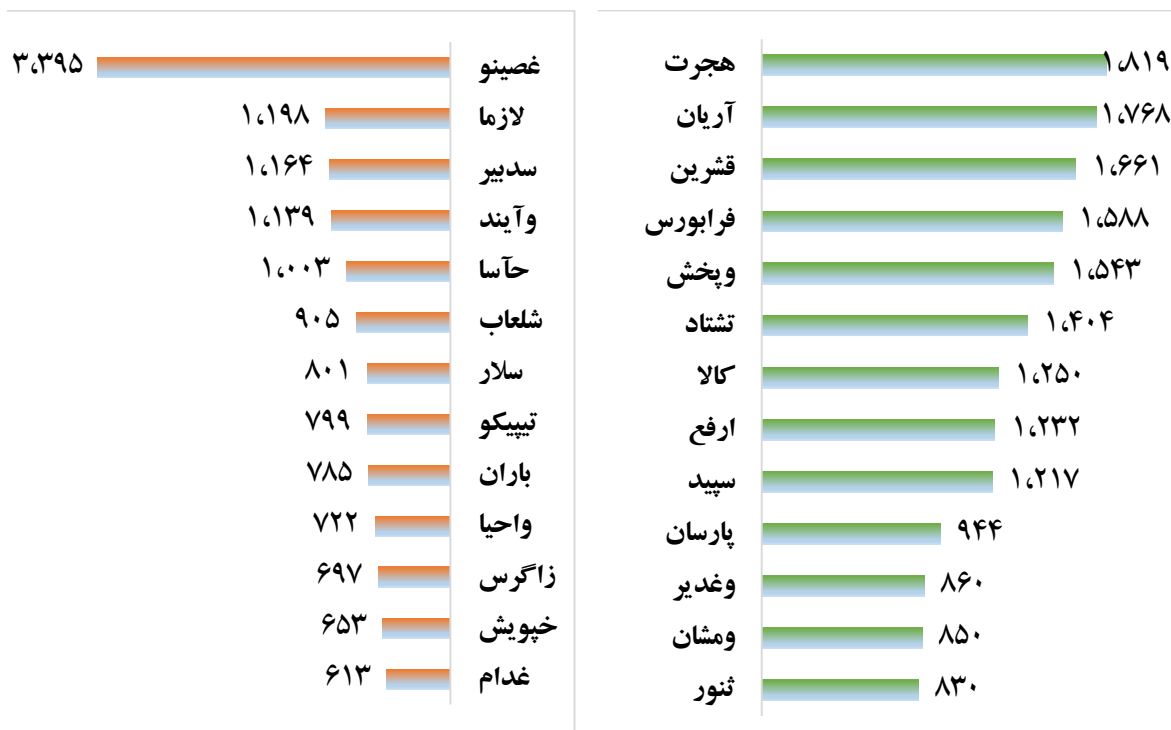 هجرت ۱،۸۱۹
آریان ۱،۷۶۸
قشرین ۱،۶۶۱
فرابورس ۱،۵۸۸
وپخش ۱،۵۴۳
تشتاد ۱،۴۰۴
کالا ۱،۲۵۰
ارفع ۱،۲۳۲
سپید ۱،۲۱۷
پارسان ۹۴۴
وغدیر ۸۶۰
ومشان ۸۵۰
ثنور ۸۳۰
غصینو ۳،۳۹۵
لازما ۱،۱۹۸
سدبیر ۱،۱۶۴
وآیند ۱،۱۳۹
حآسا ۱،۰۰۳
شلعاب ۹۰۵
سلار ۸۰۱
تیپیکو ۷۹۹
باران ۷۸۵
واحیا ۷۲۲
زاگرس ۶۹۷
خپویش ۶۵۳
غدام ۶۱۳